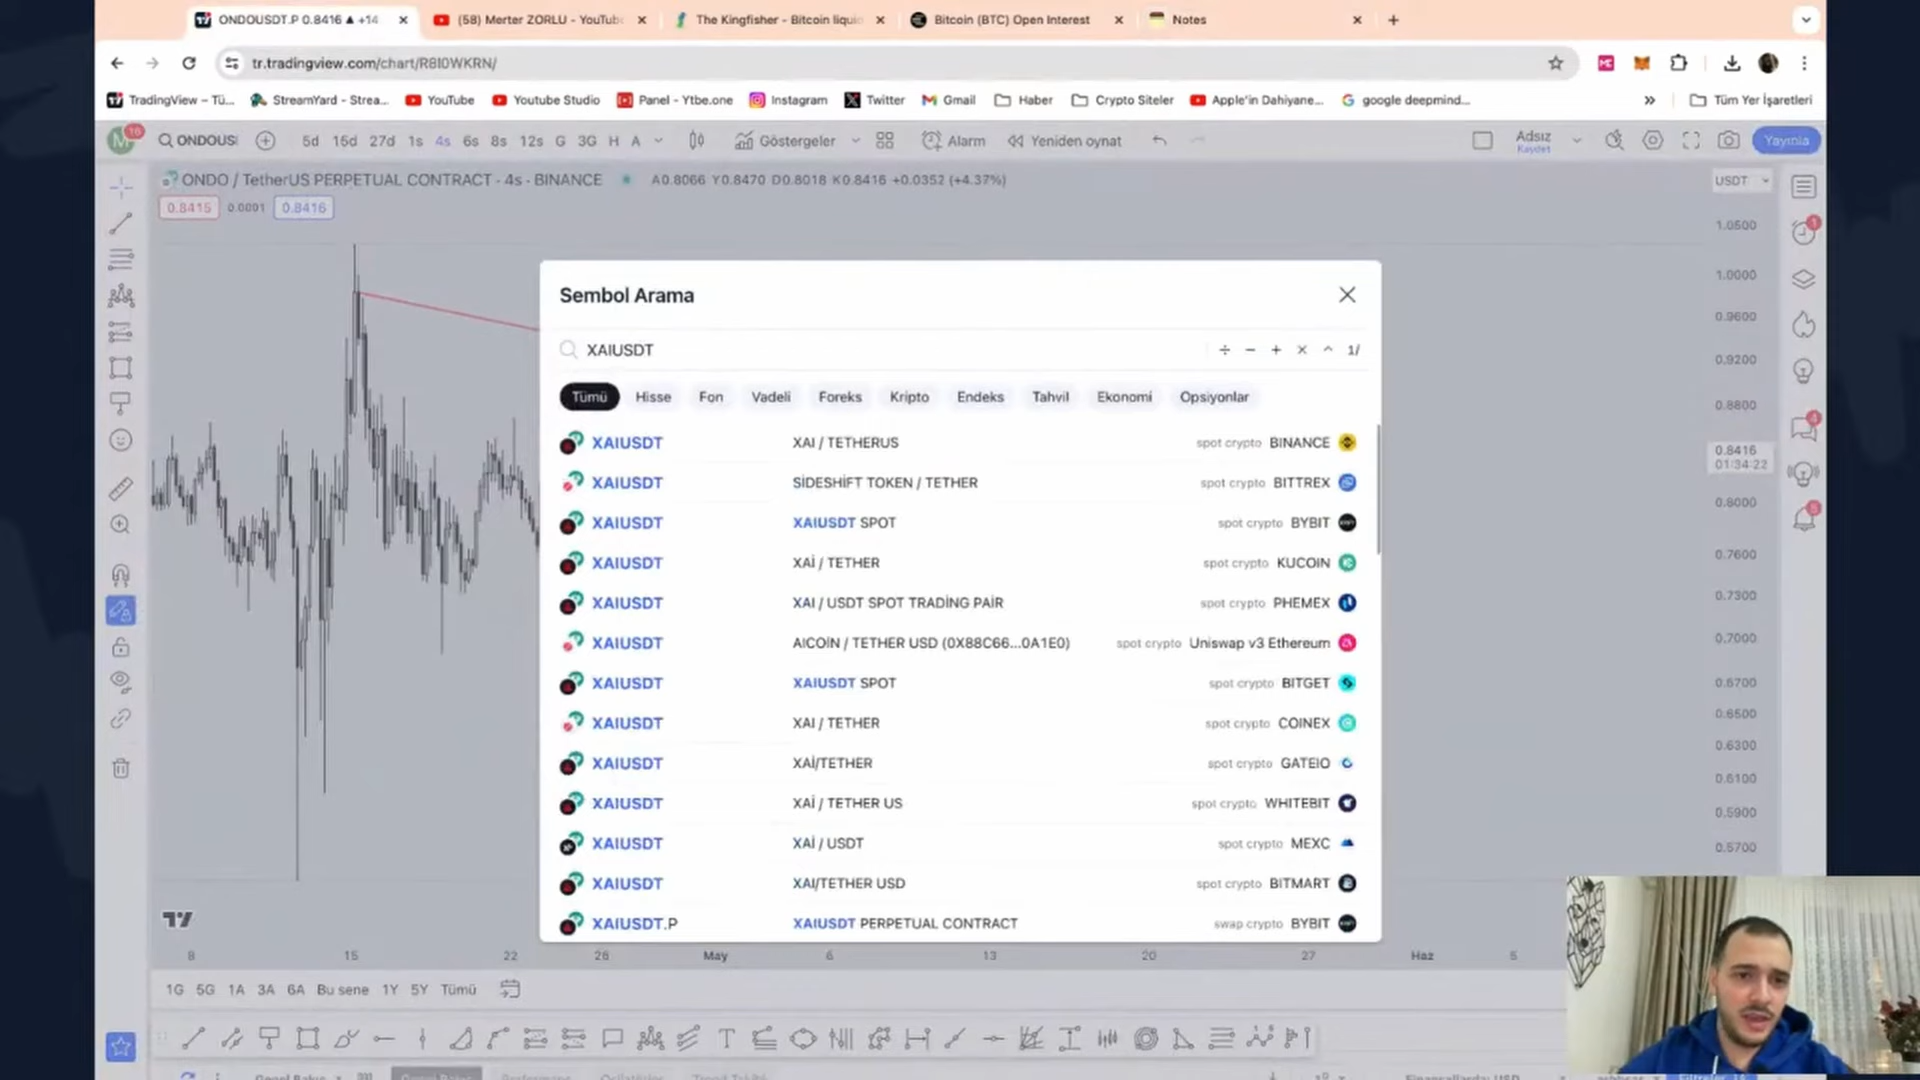 ONDOUSDT.P 0.8416 ▲ +14
(58) Merter ZORLU - YouTube
The Kingfisher - Bitcoin liquid
Bitcoin (BTC) Open Interest
Notes
tr.tradingview.com/chart/R8I0WKRN/
TradingView – Tü...
StreamYard - Strea...
YouTube
Youtube Studio
Panel - Ytbe.one
Instagram
Twitter
Gmail
Haber
Crypto Siteler
Apple'in Dahiyane...
google deepmind...
Tüm Yer İşaretleri
M 16 ONDOUSI 5d 15d 27d 1s 4s 6s 8s 12s G 3G H A Göstergeler Alarm Yeniden oynat Adsız Kaydet Yayınla
ONDO / TetherUS PERPETUAL CONTRACT · 4s · BINANCE A0.8066 Y0.8470 D0.8018 K0.8416 +0.0352 (+4.37%) USDT
0.8415 0.0001 0.8416
Sembol Arama
XAIUSDT ÷ − + × ^ 1/
Tümü Hisse Fon Vadeli Foreks Kripto Endeks Tahvil Ekonomi Opsiyonlar
XAIUSDT XAI / TETHERUS spot crypto BINANCE
XAIUSDT SİDESHİFT TOKEN / TETHER spot crypto BITTREX
XAIUSDT XAIUSDT SPOT spot crypto BYBIT
XAIUSDT XAİ / TETHER spot crypto KUCOIN
XAIUSDT XAI / USDT SPOT TRADİNG PAİR spot crypto PHEMEX
XAIUSDT AICOİN / TETHER USD (0X88C66...0A1E0) spot crypto Uniswap v3 Ethereum
XAIUSDT XAIUSDT SPOT spot crypto BITGET
XAIUSDT XAI / TETHER spot crypto COINEX
XAIUSDT XAİ/TETHER spot crypto GATEIO
XAIUSDT XAİ / TETHER US spot crypto WHITEBIT
XAIUSDT XAİ / USDT spot crypto MEXC
XAIUSDT XAI/TETHER USD spot crypto BITMART
XAIUSDT.P XAIUSDT PERPETUAL CONTRACT swap crypto BYBIT
1.0500
1.0000
0.9600
0.9200
0.8800
0.8416
01:34:22
0.8000
0.7600
0.7300
0.7000
0.6700
0.6500
0.6300
0.6100
0.5900
0.5700
1
4
5
8 15 22 26 May 6 13 20 27 Haz 5
1G 5G 1A 3A 6A Bu sene 1Y 5Y Tümü